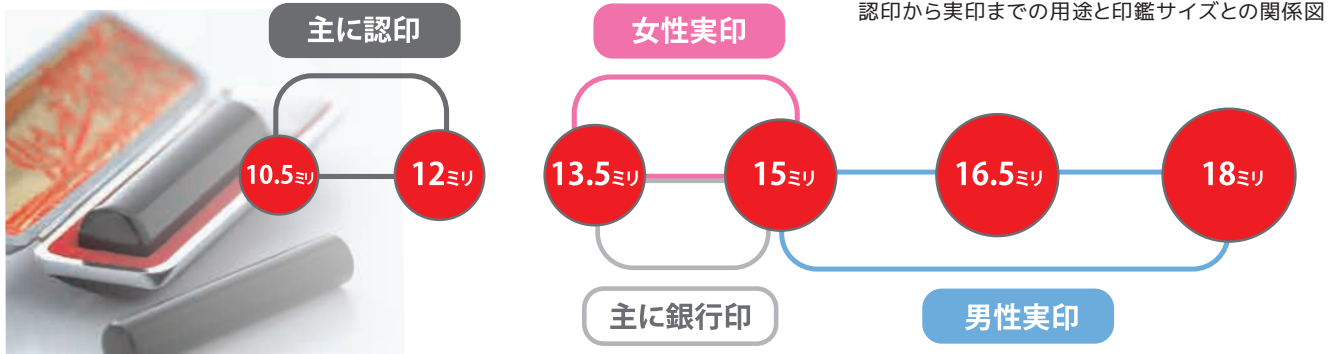 認印から実印までの用途と印鑑サイズとの関係図
主に認印
女性実印
10.5ミリ
12ミリ
13.5ミリ
15ミリ
16.5ミリ
18ミリ
主に銀行印
男性実印